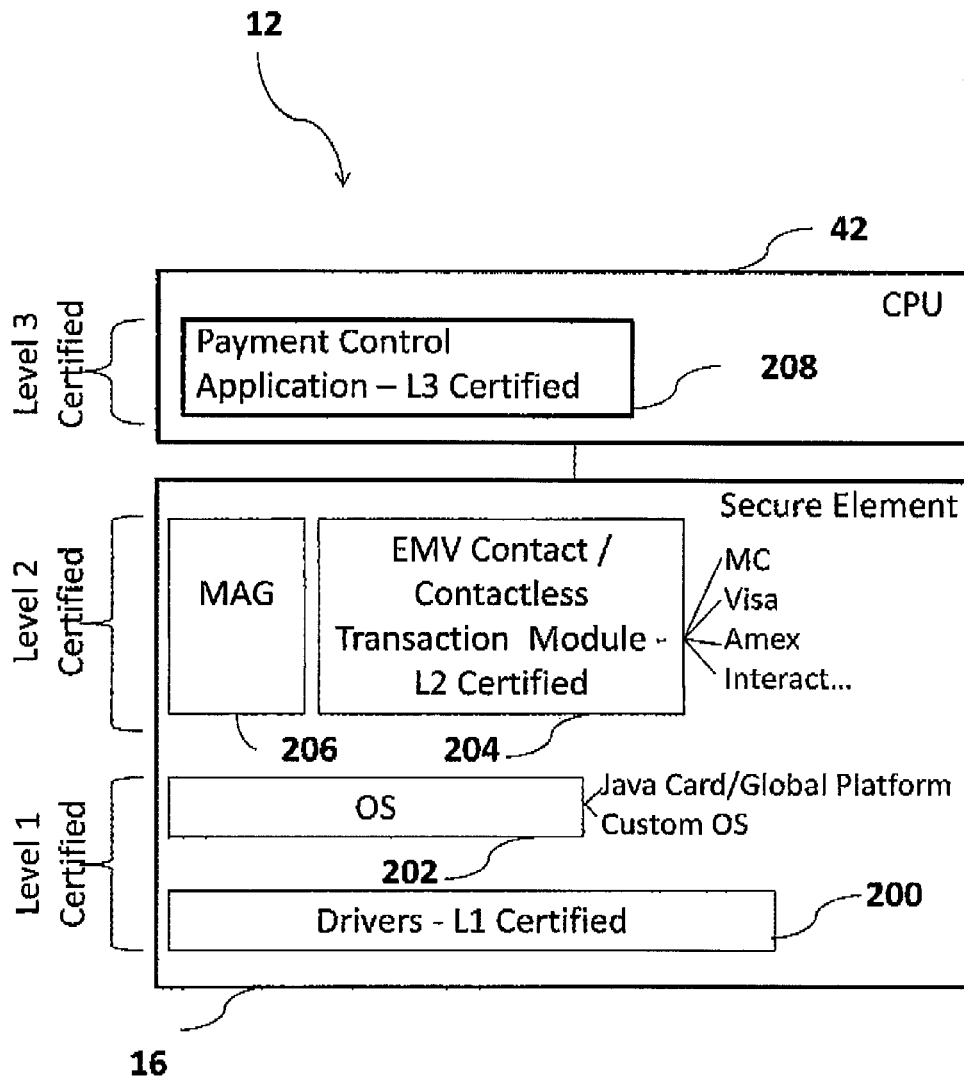 12
42
CPU
Level 3
Certified
Payment Control
Application – L3 Certified
208
Secure Element
Level 2
Certified
MAG
EMV Contact /
Contactless
Transaction Module -
L2 Certified
MC
Visa
Amex
Interact...
206
204
Level 1
Certified
OS
Java Card/Global Platform
Custom OS
202
200
Drivers - L1 Certified
16